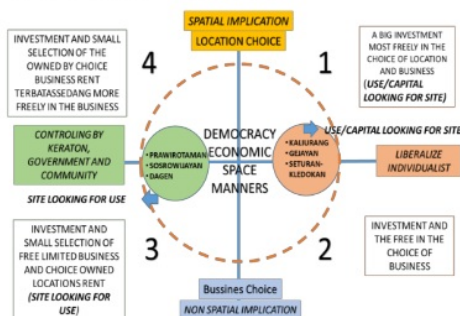 SPATIAL IMPLICATION
LOCATION CHOICE
INVESTMENT AND SMALL
SELECTION OF THE
OWNED BY CHOICE
BUSINESS RENT
TERBATASSEDANG MORE
FREELY IN THE BUSINESS
4
1
A BIG INVESTMENT
MOST FREELY IN THE
CHOICE OF LOCATION
AND BUSINESS
(USE/CAPITAL
LOOKING FOR SITE)
USE/CAPITAL LOOKING FOR SITE
CONTROLING BY
KERATON,
GOVERNMENT AND
COMMUNITY
• PRAWIROTAMAN
• SOSROWIJAYAN
• DAGEN
DEMOCRACY
ECONOMIC
SPACE
MANNERS
• KALIURANG
• GEJAYAN
• SETURAN-
KLEDOKAN
LIBERALIZE
INDIVIDUALIST
SITE LOOKING FOR USE
INVESTMENT AND
SMALL SELECTION OF
FREE LIMITED BUSINESS
AND CHOICE OWNED
LOCATIONS RENT
(SITE LOOKING FOR
USE)
3
2
INVESTMENT AND
THE FREE IN THE
CHOICE OF
BUSINESS
Bussines Choice
NON SPATIAL IMPLICATION